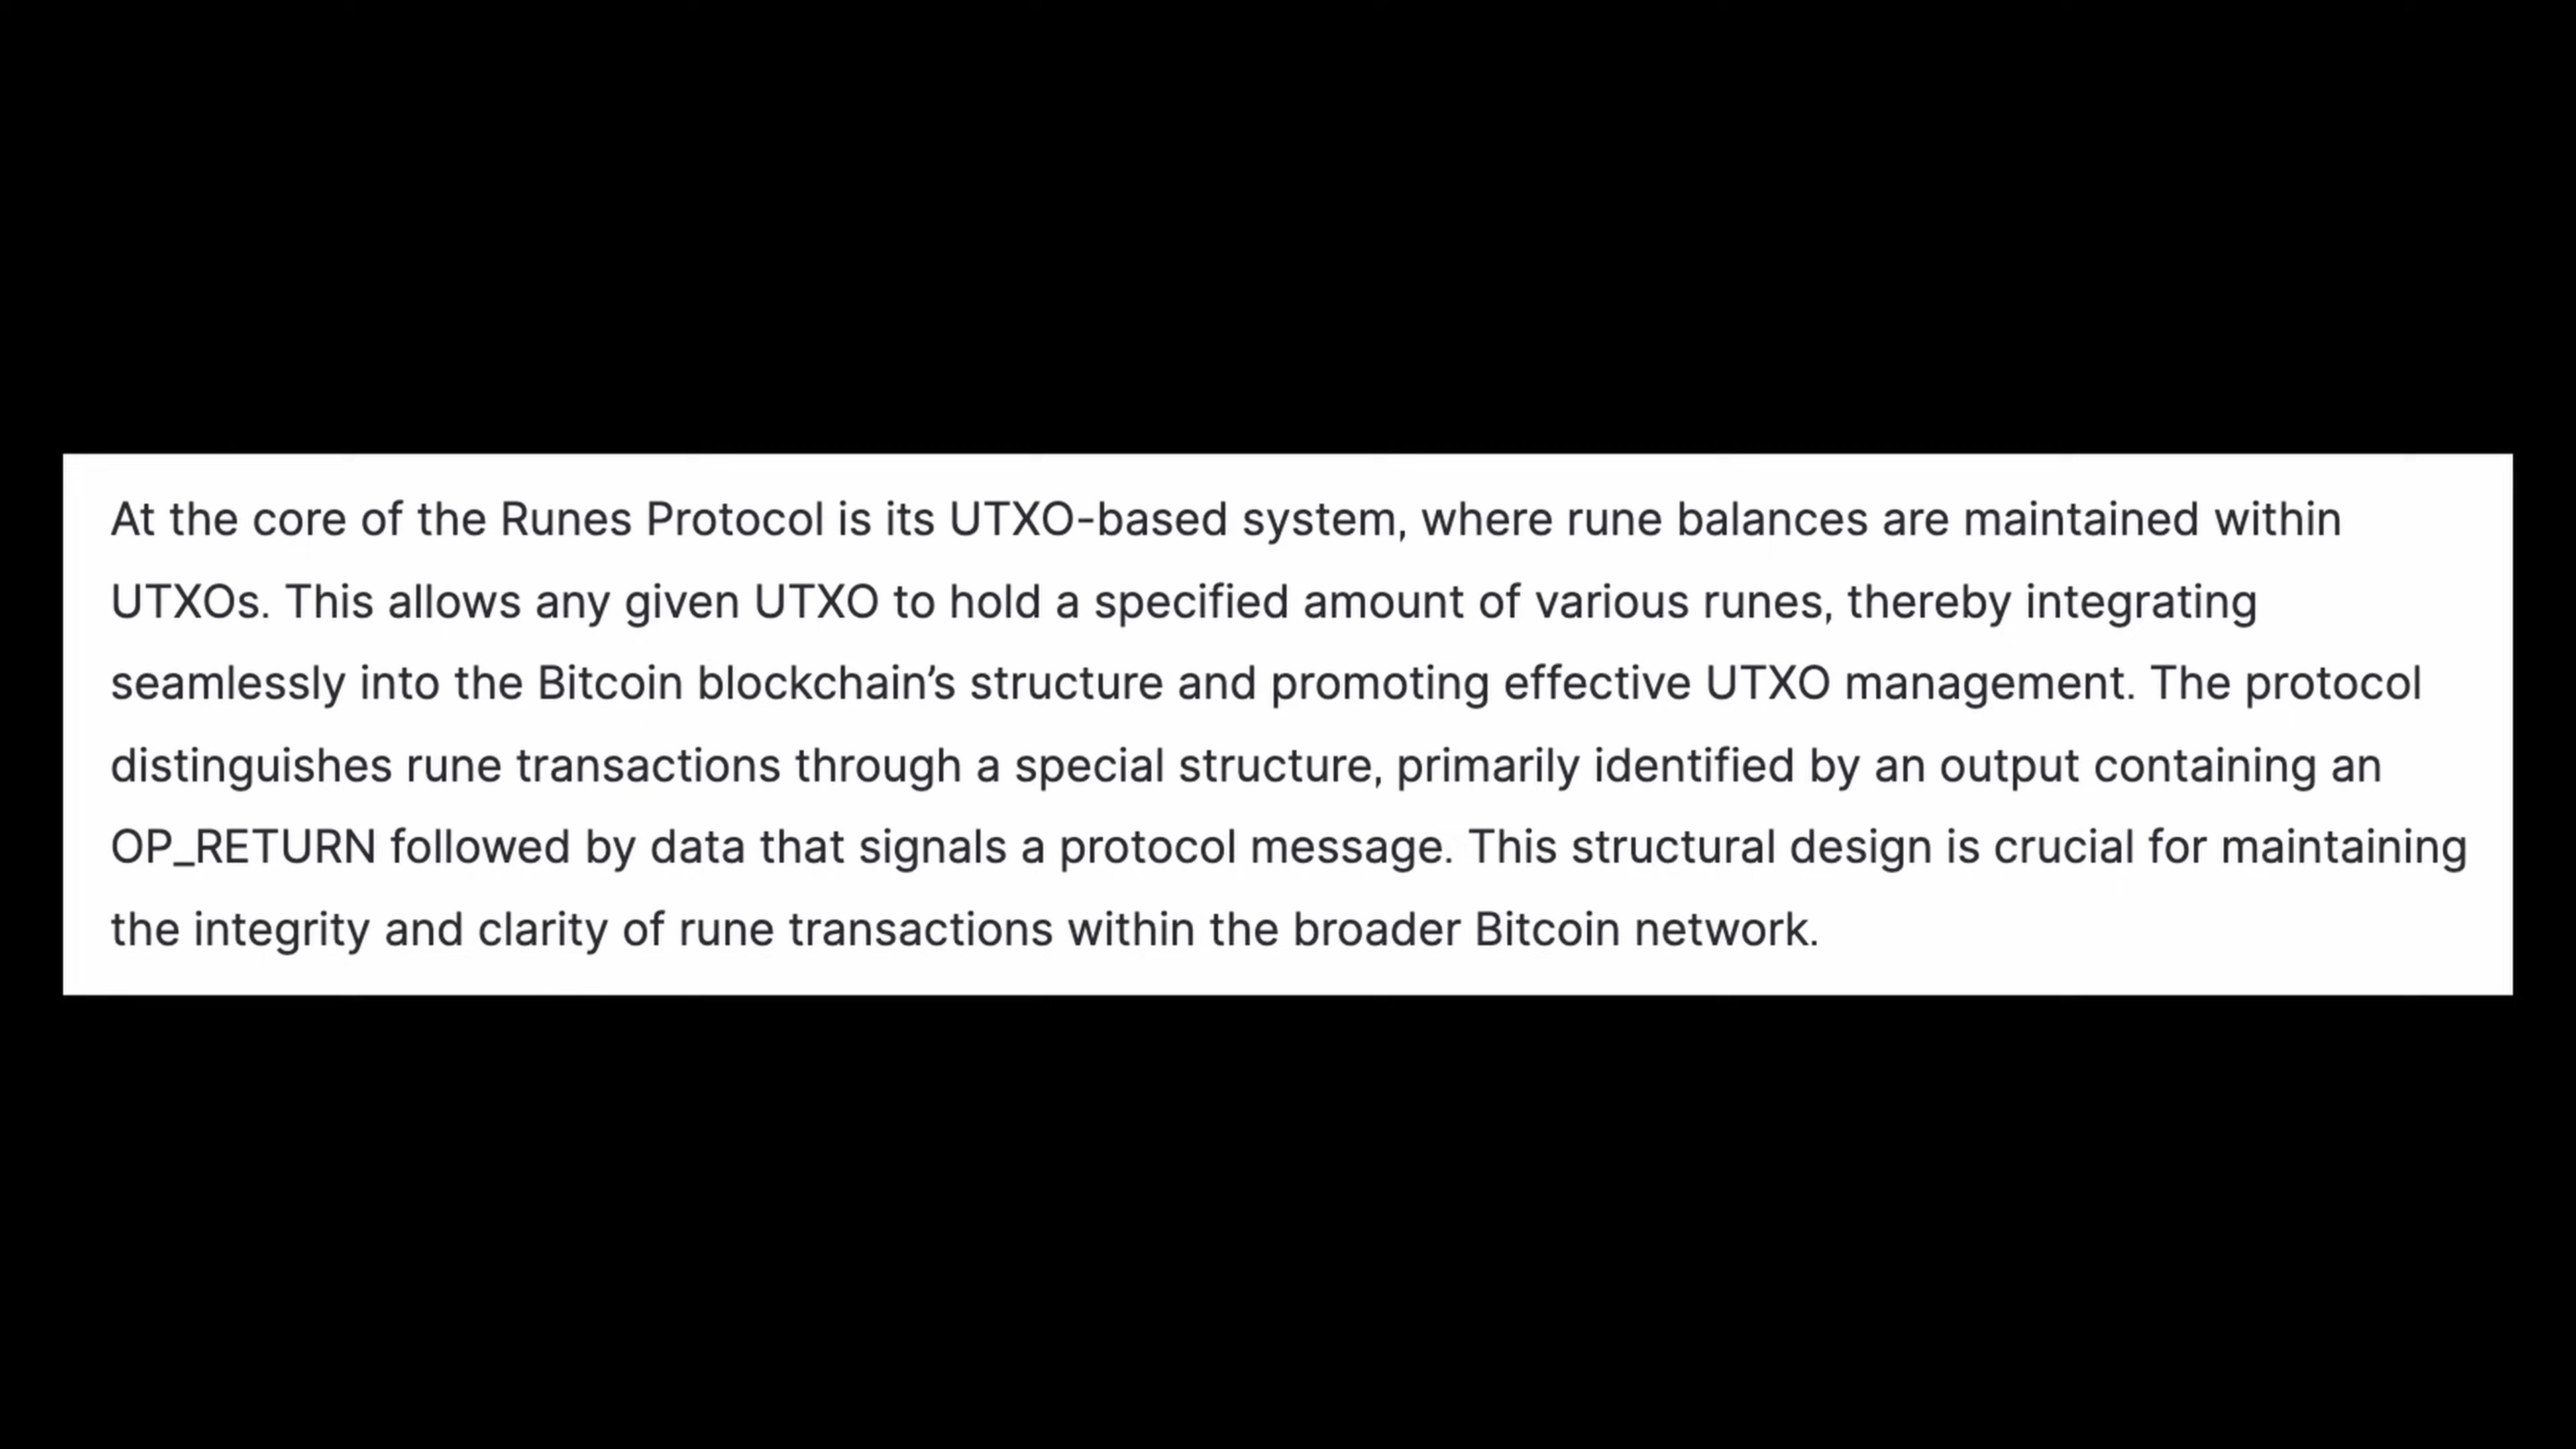 At the core of the Runes Protocol is its UTXO-based system, where rune balances are maintained within
UTXOs. This allows any given UTXO to hold a specified amount of various runes, thereby integrating
seamlessly into the Bitcoin blockchain’s structure and promoting effective UTXO management. The protocol
distinguishes rune transactions through a special structure, primarily identified by an output containing an
OP_RETURN followed by data that signals a protocol message. This structural design is crucial for maintaining
the integrity and clarity of rune transactions within the broader Bitcoin network.